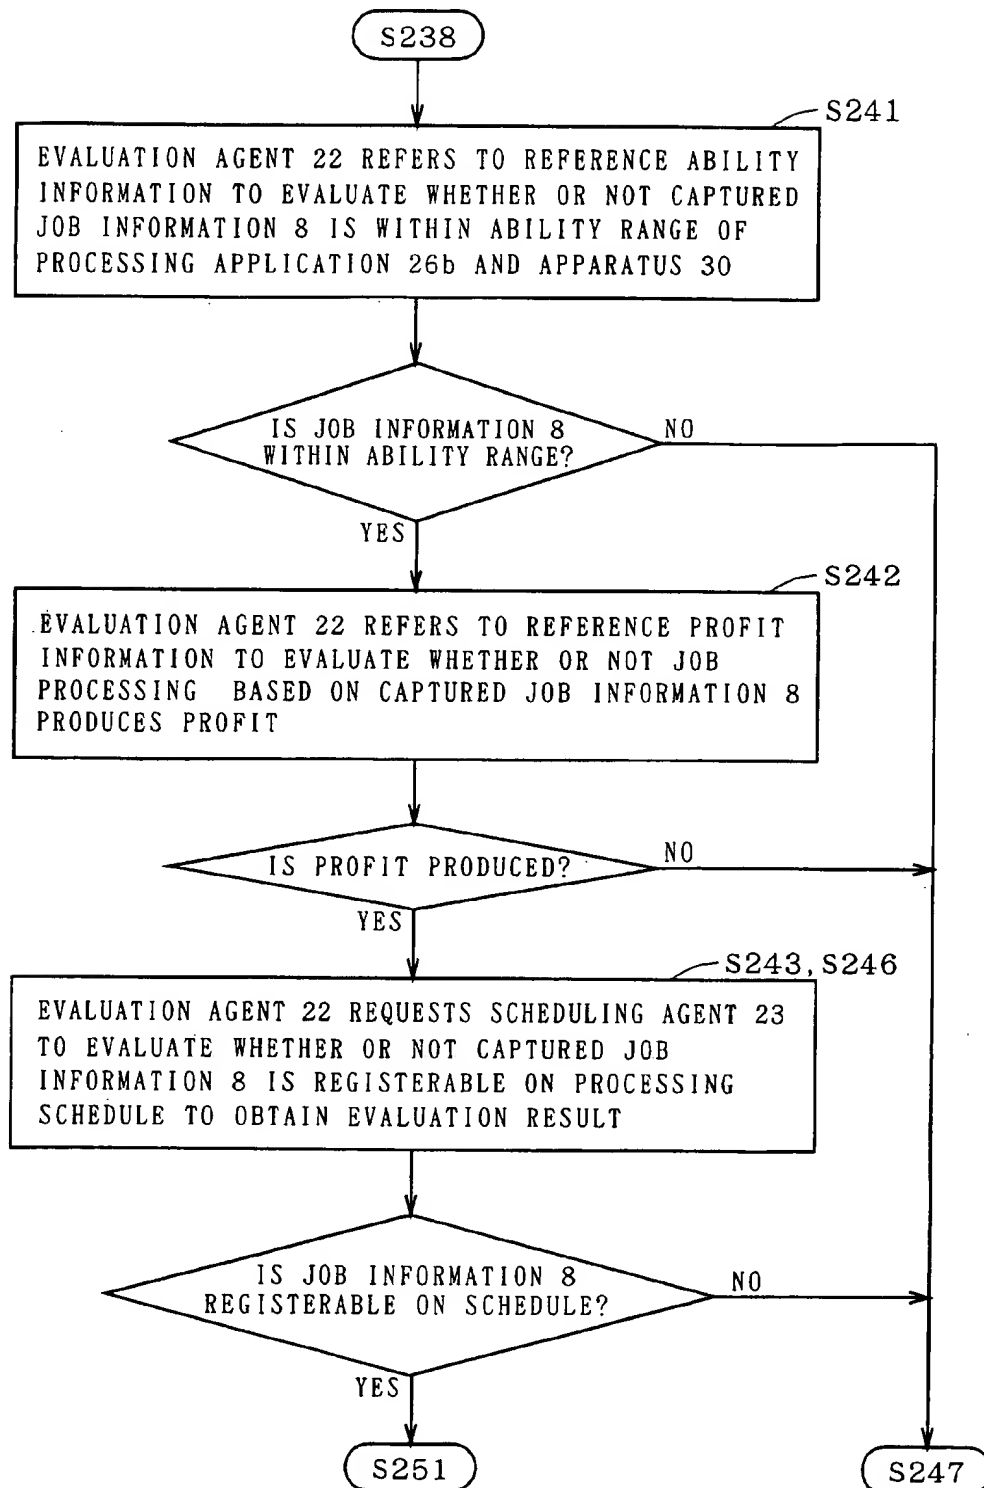 S238
S241
EVALUATION AGENT 22 REFERS TO REFERENCE ABILITY
INFORMATION TO EVALUATE WHETHER OR NOT CAPTURED
JOB INFORMATION 8 IS WITHIN ABILITY RANGE OF
PROCESSING APPLICATION 26b AND APPARATUS 30
IS JOB INFORMATION 8
WITHIN ABILITY RANGE?
NO
YES
S242
EVALUATION AGENT 22 REFERS TO REFERENCE PROFIT
INFORMATION TO EVALUATE WHETHER OR NOT JOB
PROCESSING BASED ON CAPTURED JOB INFORMATION 8
PRODUCES PROFIT
IS PROFIT PRODUCED?
NO
YES
S243, S246
EVALUATION AGENT 22 REQUESTS SCHEDULING AGENT 23
TO EVALUATE WHETHER OR NOT CAPTURED JOB
INFORMATION 8 IS REGISTERABLE ON PROCESSING
SCHEDULE TO OBTAIN EVALUATION RESULT
IS JOB INFORMATION 8
REGISTERABLE ON SCHEDULE?
NO
YES
S251
S247